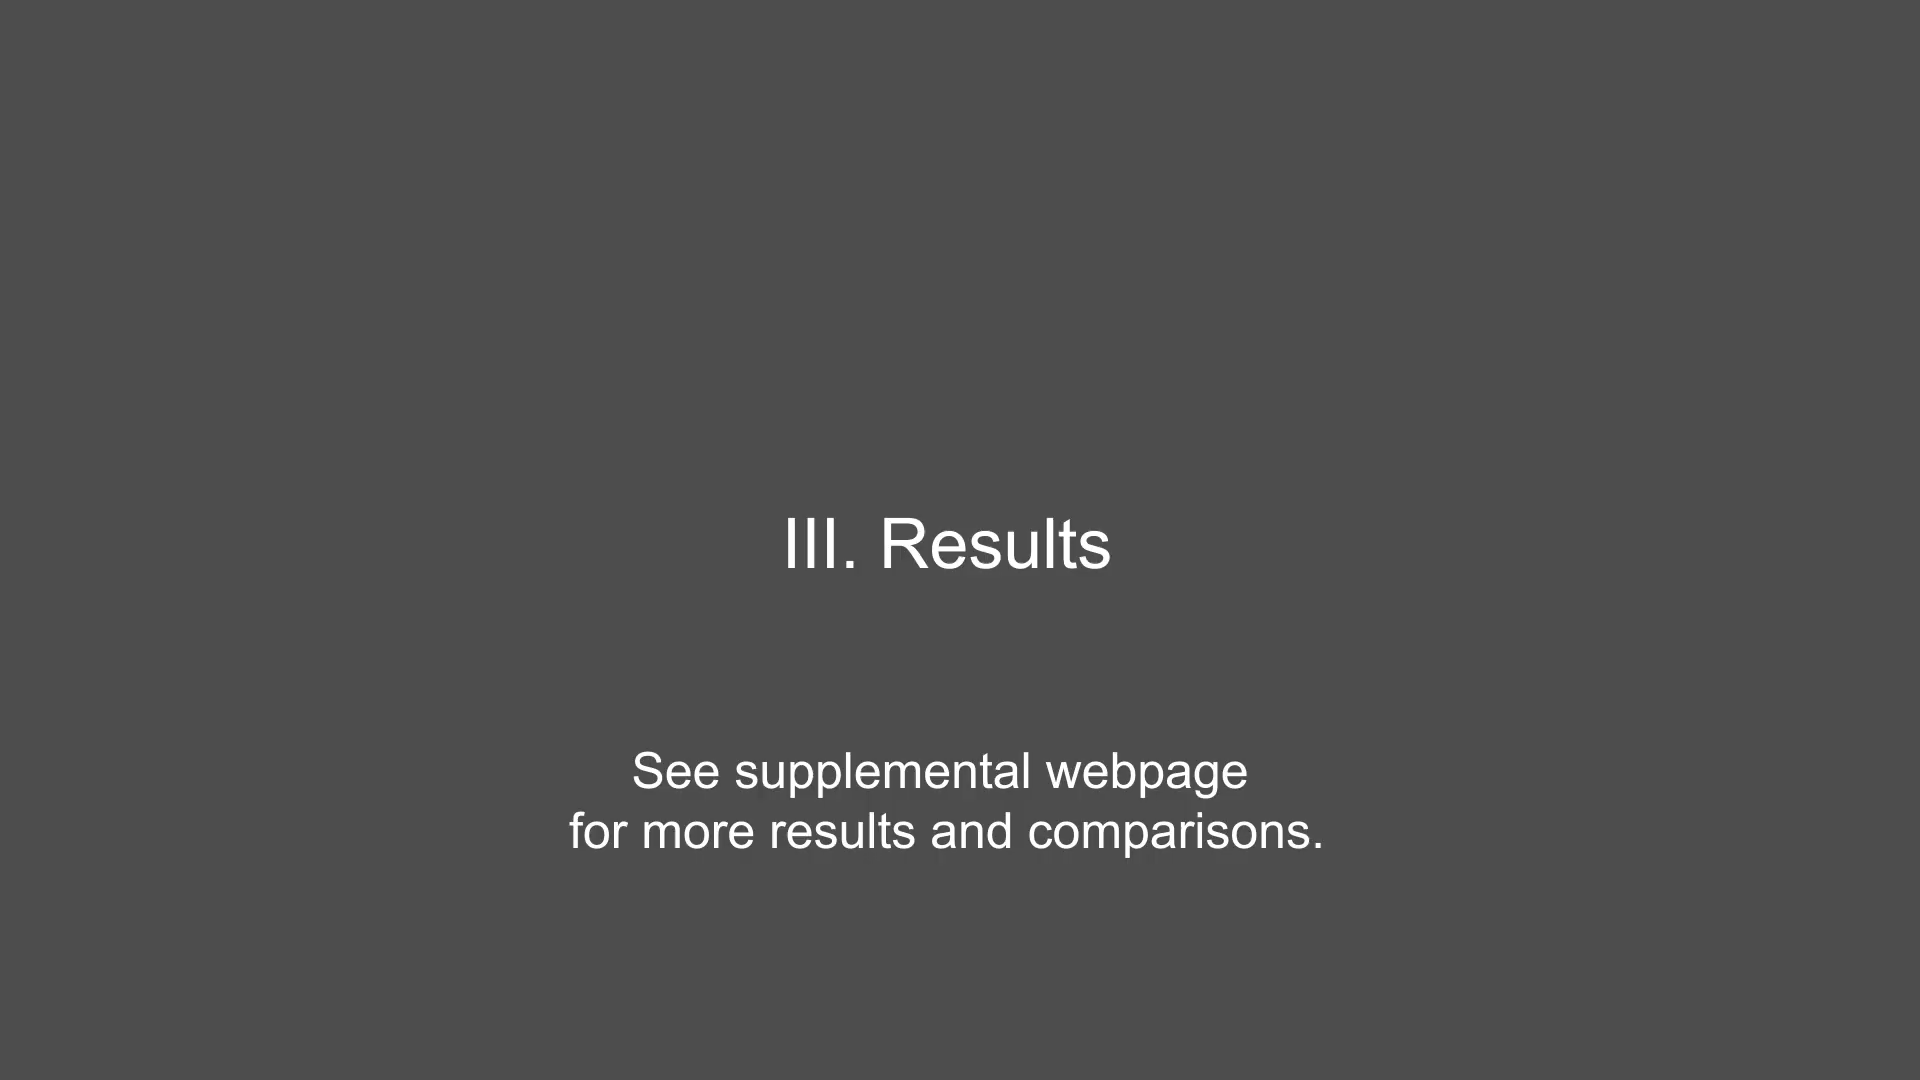 III. Results
See supplemental webpage
for more results and comparisons.